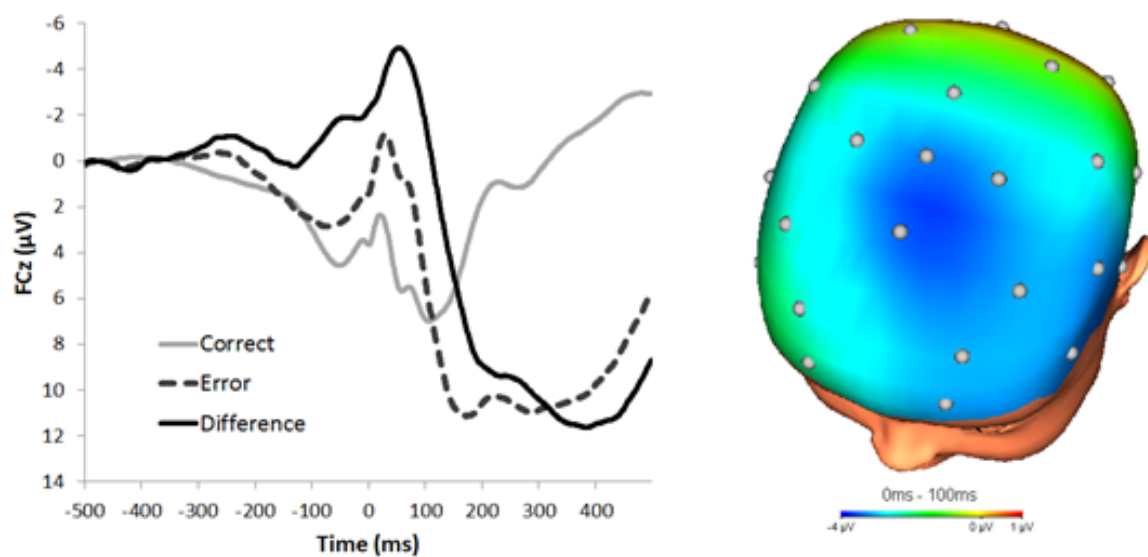 -6
-4
-2
0
2
4
6
8
10
12
14
FCz (µV)
Correct
Error
Difference
-500 -400 -300 -200 -100 0 100 200 300 400
Time (ms)
0ms - 100ms
-4 µV 0 µV 1 µV